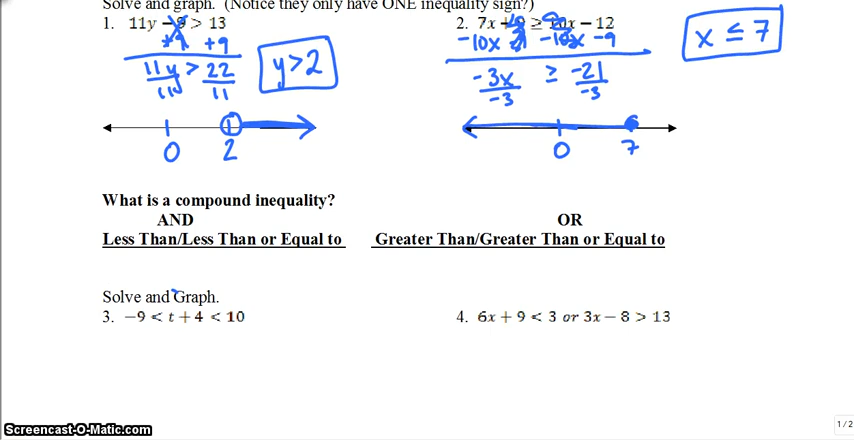 Solve and graph. (Notice they only have ONE inequality sign?)
1. 11y − 9 > 13
+9 +9
11y > 22
11 11
y > 2
0 2
2. 7x + 9 ≥ 10x − 12
−10x −9 −10x −9
−3x ≥ −21
−3 −3
x ≤ 7
0 7
What is a compound inequality?
AND OR
Less Than/Less Than or Equal to Greater Than/Greater Than or Equal to
Solve and Graph.
3. −9 < t + 4 < 10
4. 6x + 9 < 3 or 3x − 8 > 13
Screencast-O-Matic.com
1 / 2